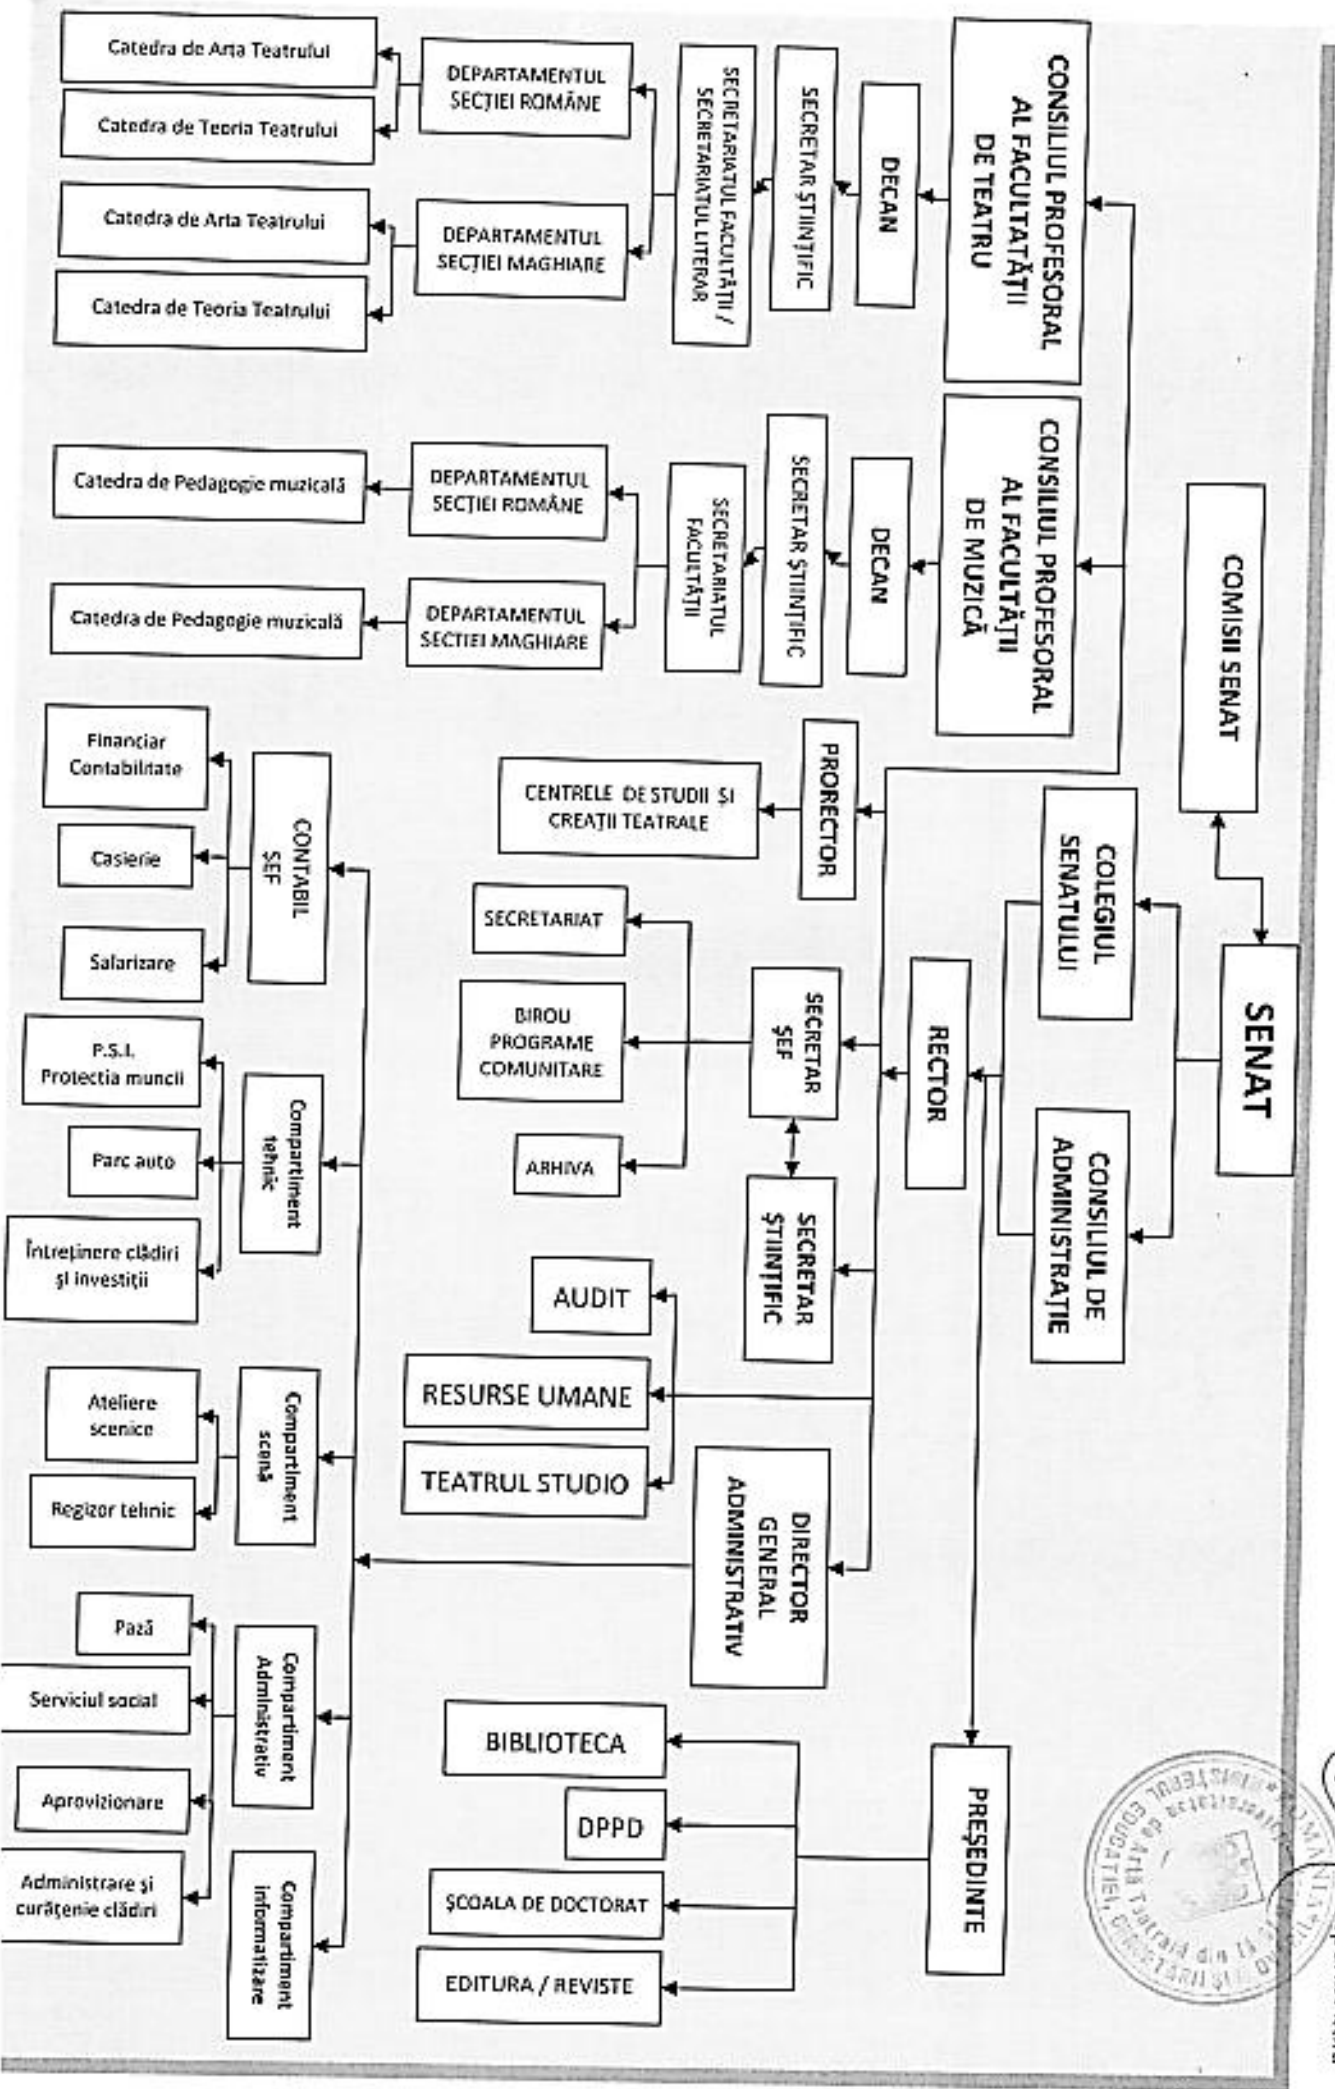 SENAT
COMISII SENAT
COLEGIUL
SENATULUI
CONSILIUL DE
ADMINISTRAȚIE
RECTOR
PREȘEDINTE
CONSILIUL PROFESORAL
AL FACULTATĂȚII
DE TEATRU
CONSILIUL PROFESORAL
AL FACULTĂȚII
DE MUZICĂ
DECAN
SECRETAR ȘTIINȚIFIC
SECRETARIATUL FACULTĂȚII /
SECRETARIATUL LITERAR
DEPARTAMENTUL
SECȚIEI ROMÂNE
DEPARTAMENTUL
SECȚIEI MAGHIARE
Catedra de Arta Teatrului
Catedra de Teoria Teatrului
Catedra de Arta Teatrului
Catedra de Teoria Teatrului
DECAN
SECRETAR ȘTIINȚIFIC
SECRETARIATUL
FACULTĂȚII
DEPARTAMENTUL
SECȚIEI ROMÂNE
DEPARTAMENTUL
SECTIEI MAGHIARE
Catedra de Pedagogie muzicală
Catedra de Pedagogie muzicală
PRORECTOR
CENTRELE DE STUDII ȘI
CREAȚII TEATRALE
SECRETAR
ȘEF
SECRETARIAT
BIROU
PROGRAME
COMUNITARE
ARHIVA
SECRETAR
ȘTIINȚIFIC
AUDIT
RESURSE UMANE
TEATRUL STUDIO
DIRECTOR
GENERAL
ADMINISTRATIV
BIBLIOTECA
DPPD
ȘCOALA DE DOCTORAT
EDITURA / REVISTE
CONTABIL
ȘEF
Financiar
Contabilitate
Casierie
Salarizare
Compartiment
tehnic
P.S.I.
Protectia muncii
Parc auto
Întreținere clădiri
și investiții
Compartiment
scenă
Ateliere
scenice
Regizor tehnic
Compartiment
Administrativ
Pază
Serviciul social
Aprovizionare
Administrare și
curățenie clădiri
Compartiment
informatizare